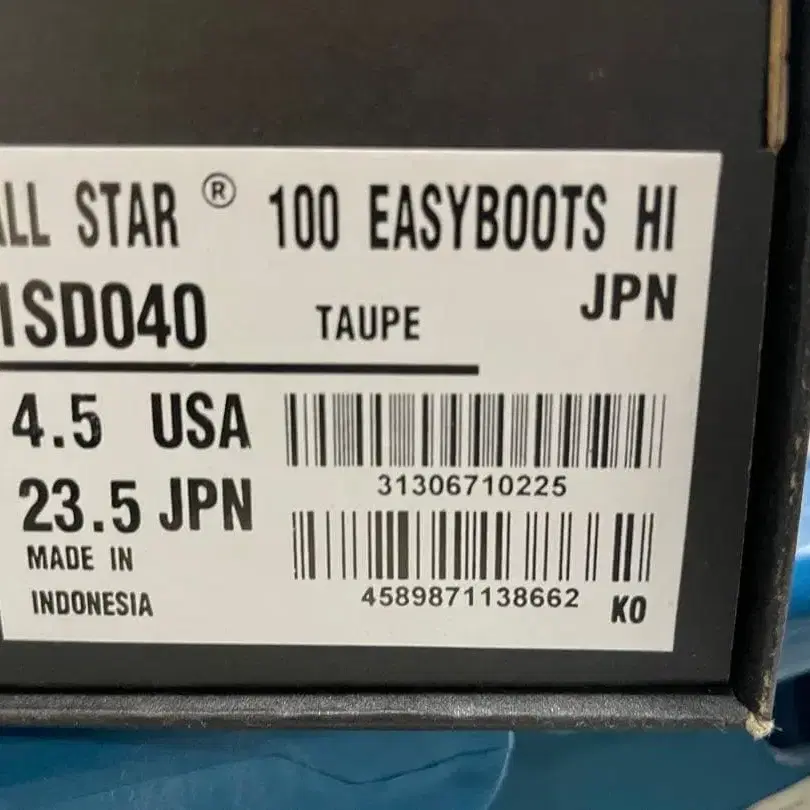 ALL STAR ® 100 EASYBOOTS HI
1SD040 TAUPE JPN
4.5 USA
23.5 JPN
MADE IN
INDONESIA
31306710225
4589871138662 KO